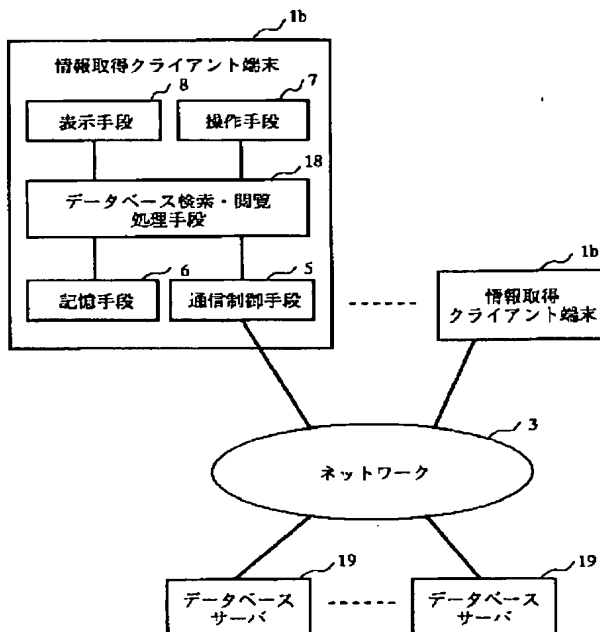 1b
情報取得クライアント端末
8
7
表示手段
操作手段
18
データベース検索・閲覧
処理手段
6
5
記憶手段
通信制御手段
1b
情報取得
クライアント端末
3
ネットワーク
19
19
データベース
サーバ
データベース
サーバ